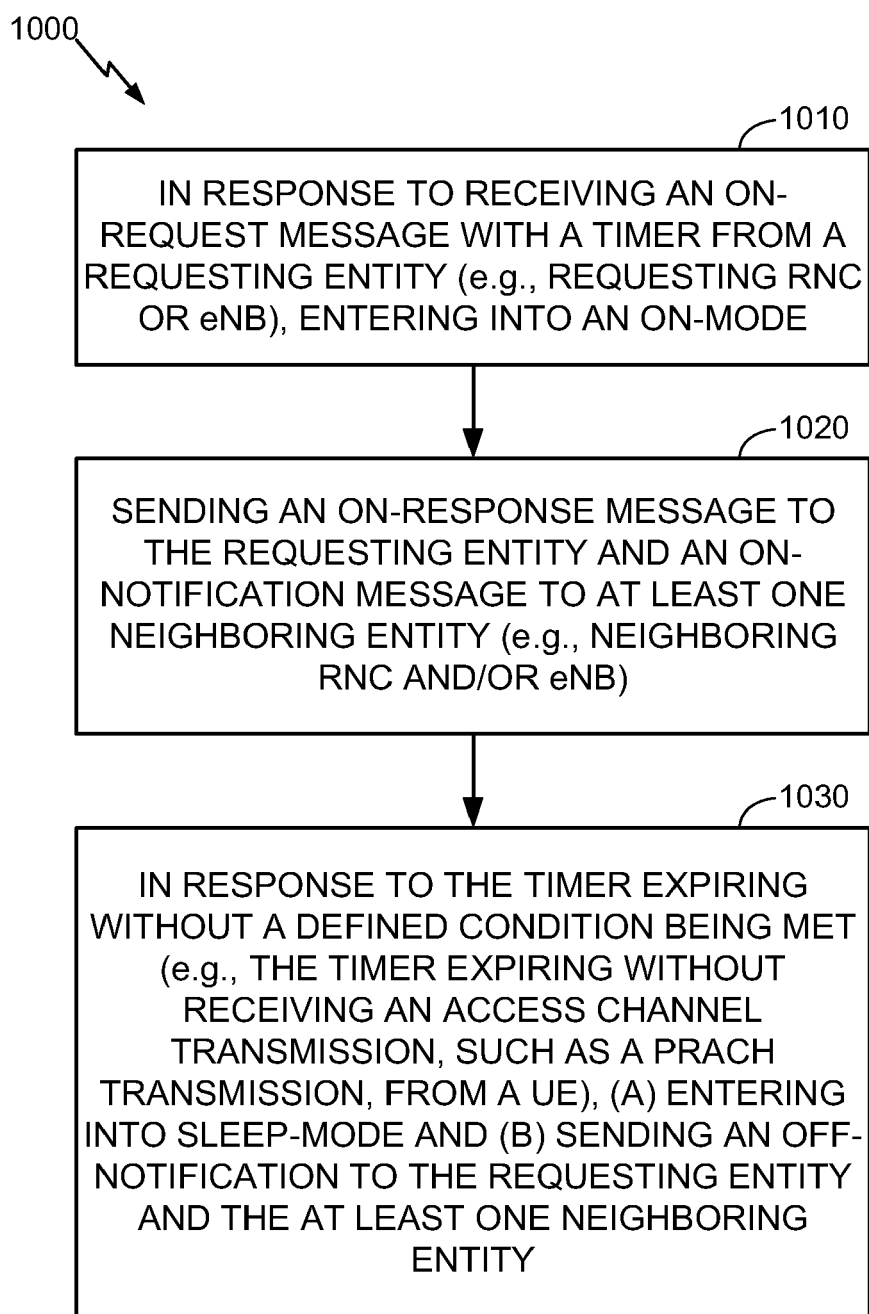 1000
1010
IN RESPONSE TO RECEIVING AN ON-
REQUEST MESSAGE WITH A TIMER FROM A
REQUESTING ENTITY (e.g., REQUESTING RNC
OR eNB), ENTERING INTO AN ON-MODE
1020
SENDING AN ON-RESPONSE MESSAGE TO
THE REQUESTING ENTITY AND AN ON-
NOTIFICATION MESSAGE TO AT LEAST ONE
NEIGHBORING ENTITY (e.g., NEIGHBORING
RNC AND/OR eNB)
1030
IN RESPONSE TO THE TIMER EXPIRING
WITHOUT A DEFINED CONDITION BEING MET
(e.g., THE TIMER EXPIRING WITHOUT
RECEIVING AN ACCESS CHANNEL
TRANSMISSION, SUCH AS A PRACH
TRANSMISSION, FROM A UE), (A) ENTERING
INTO SLEEP-MODE AND (B) SENDING AN OFF-
NOTIFICATION TO THE REQUESTING ENTITY
AND THE AT LEAST ONE NEIGHBORING
ENTITY